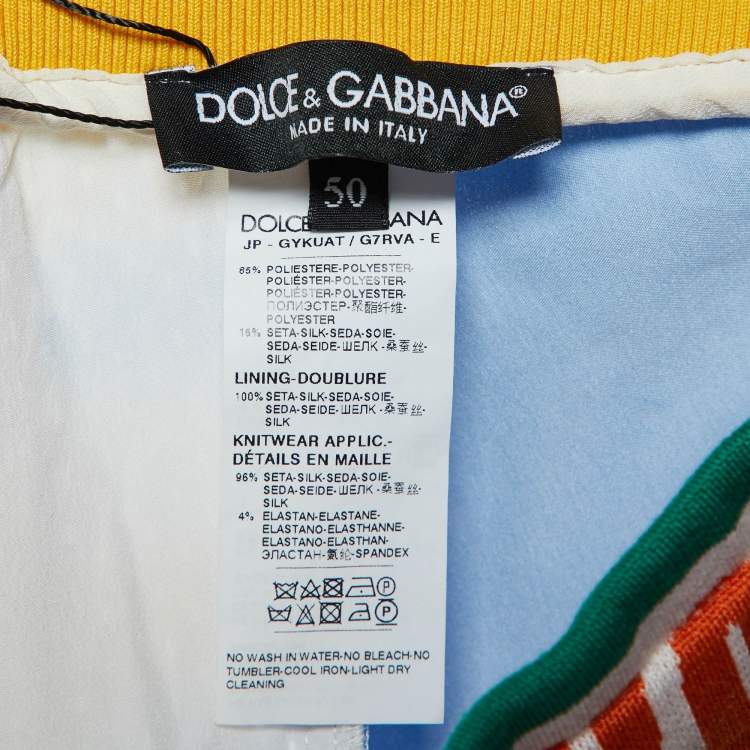 DOLCE & GABBANA®
MADE IN ITALY
50
DOLCE BANA
JP - GYKUAT / G7RVA - E
85% POLIESTERE-POLYESTER-
POLIÉSTER-POLYESTER-
POLIÉSTER-POLYESTER-
ПОЛИЭСТЕР-聚酯纤维-
POLYESTER
15% SETA-SILK-SEDA-SOIE-
SEDA-SEIDE-ШЕЛК-桑蚕丝-
SILK
LINING-DOUBLURE
100% SETA-SILK-SEDA-SOIE-
SEDA-SEIDE-ШЕЛК-桑蚕丝-
SILK
KNITWEAR APPLIC.-
DÉTAILS EN MAILLE
96% SETA-SILK-SEDA-SOIE-
SEDA-SEIDE-ШЕЛК-桑蚕丝-
SILK
4% ELASTAN-ELASTANE-
ELASTANO-ELASTHANNE-
ELASTANO-ELASTHAN-
ЭЛАСТАН-氨纶-SPANDEX
P
P
NO WASH IN WATER-NO BLEACH-NO
TUMBLER-COOL IRON-LIGHT DRY
CLEANING